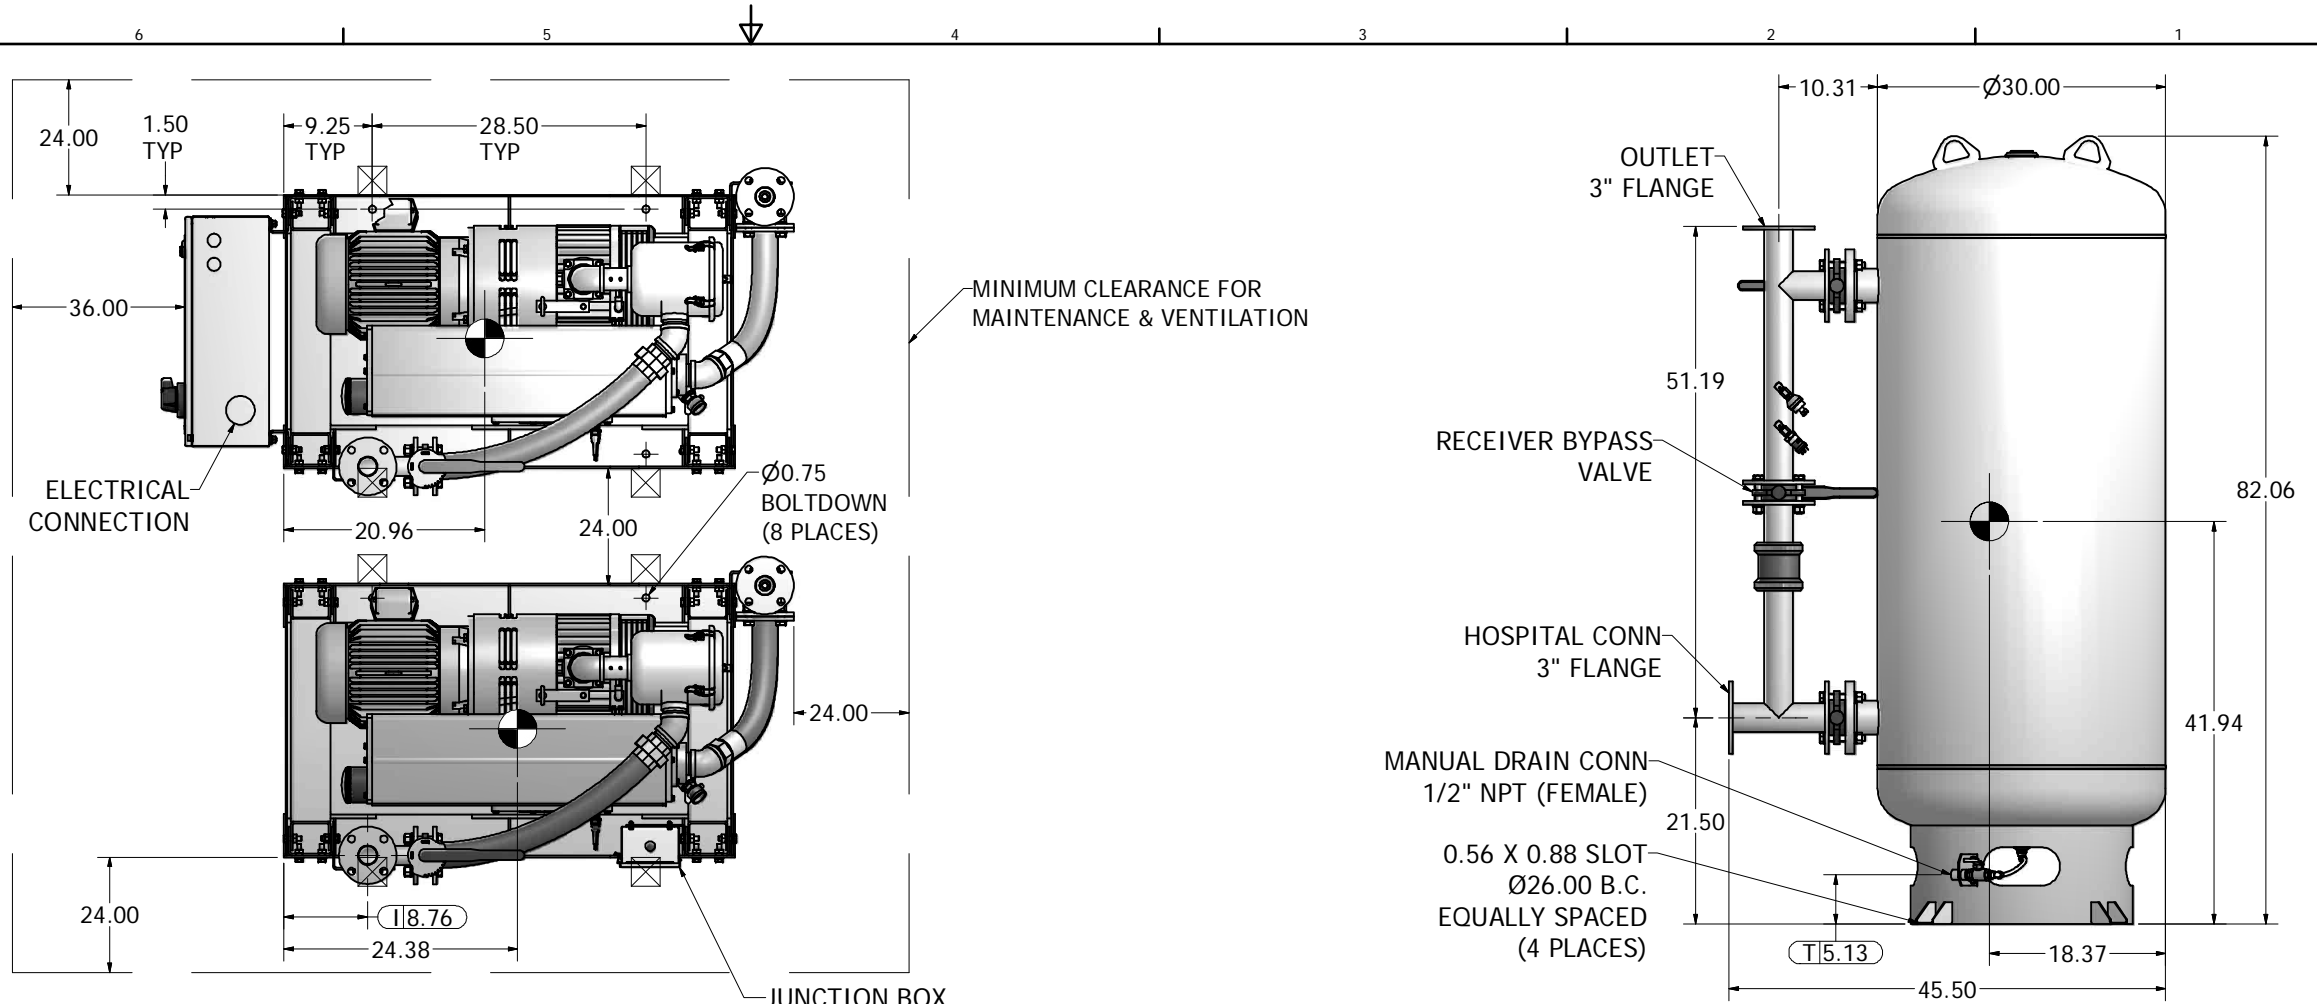 6
5
4
3
2
1
24.00
1.50
TYP
9.25
TYP
28.50
TYP
36.00
ELECTRICAL
CONNECTION
20.96
24.00
Ø0.75
BOLTDOWN
(8 PLACES)
MINIMUM CLEARANCE FOR
MAINTENANCE & VENTILATION
24.00
24.00
I 8.76
24.38
JUNCTION BOX
10.31
Ø30.00
OUTLET
3" FLANGE
51.19
RECEIVER BYPASS
VALVE
82.06
HOSPITAL CONN
3" FLANGE
41.94
MANUAL DRAIN CONN
1/2" NPT (FEMALE)
21.50
0.56 X 0.88 SLOT
Ø26.00 B.C.
EQUALLY SPACED
(4 PLACES)
T 5.13
18.37
45.50